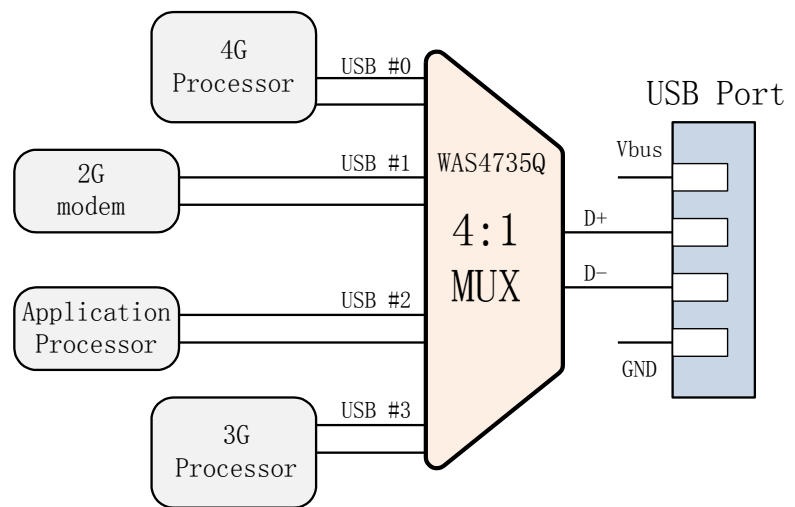 4G
Processor
USB #0
2G
modem
USB #1
Application
Processor
USB #2
3G
Processor
USB #3
WAS4735Q
4:1
MUX
USB Port
Vbus
D+
D-
GND